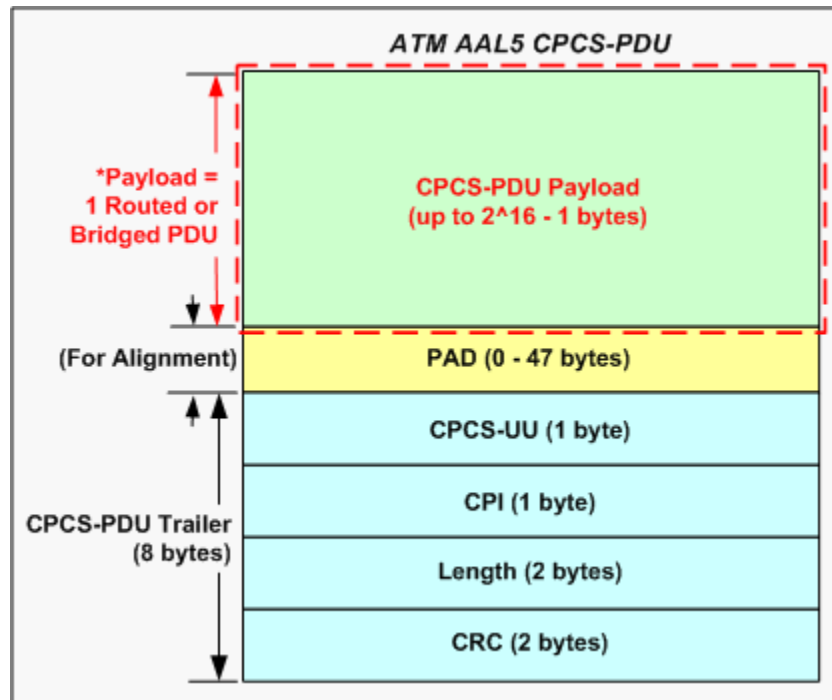 ATM AAL5 CPCS-PDU
*Payload =
1 Routed or
Bridged PDU
CPCS-PDU Payload
(up to 2^16 - 1 bytes)
(For Alignment)
PAD (0 - 47 bytes)
CPCS-UU (1 byte)
CPI (1 byte)
CPCS-PDU Trailer
(8 bytes)
Length (2 bytes)
CRC (2 bytes)